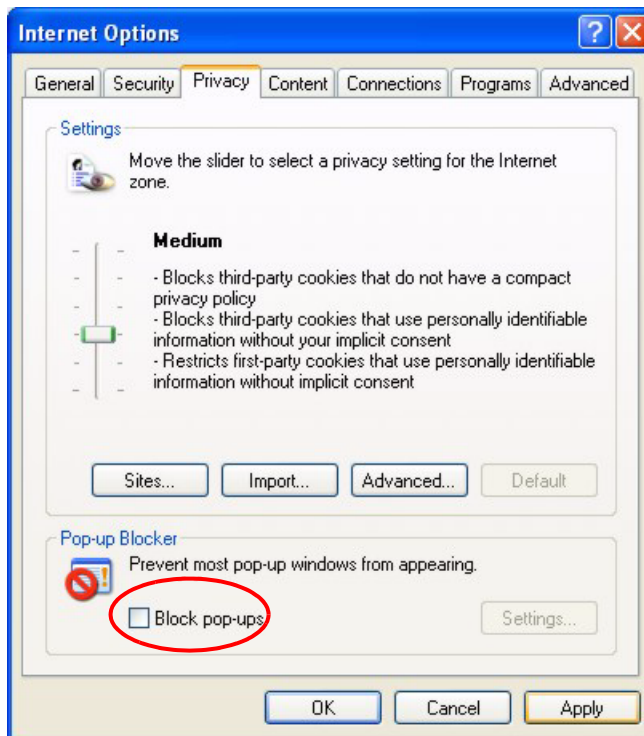 Internet Options
General Security Privacy Content Connections Programs Advanced
Settings
Move the slider to select a privacy setting for the Internet
zone.
Medium
- Blocks third-party cookies that do not have a compact
privacy policy
- Blocks third-party cookies that use personally identifiable
information without your implicit consent
- Restricts first-party cookies that use personally identifiable
information without implicit consent
Sites... Import... Advanced... Default
Pop-up Blocker
Prevent most pop-up windows from appearing.
Block pop-ups Settings...
OK Cancel Apply